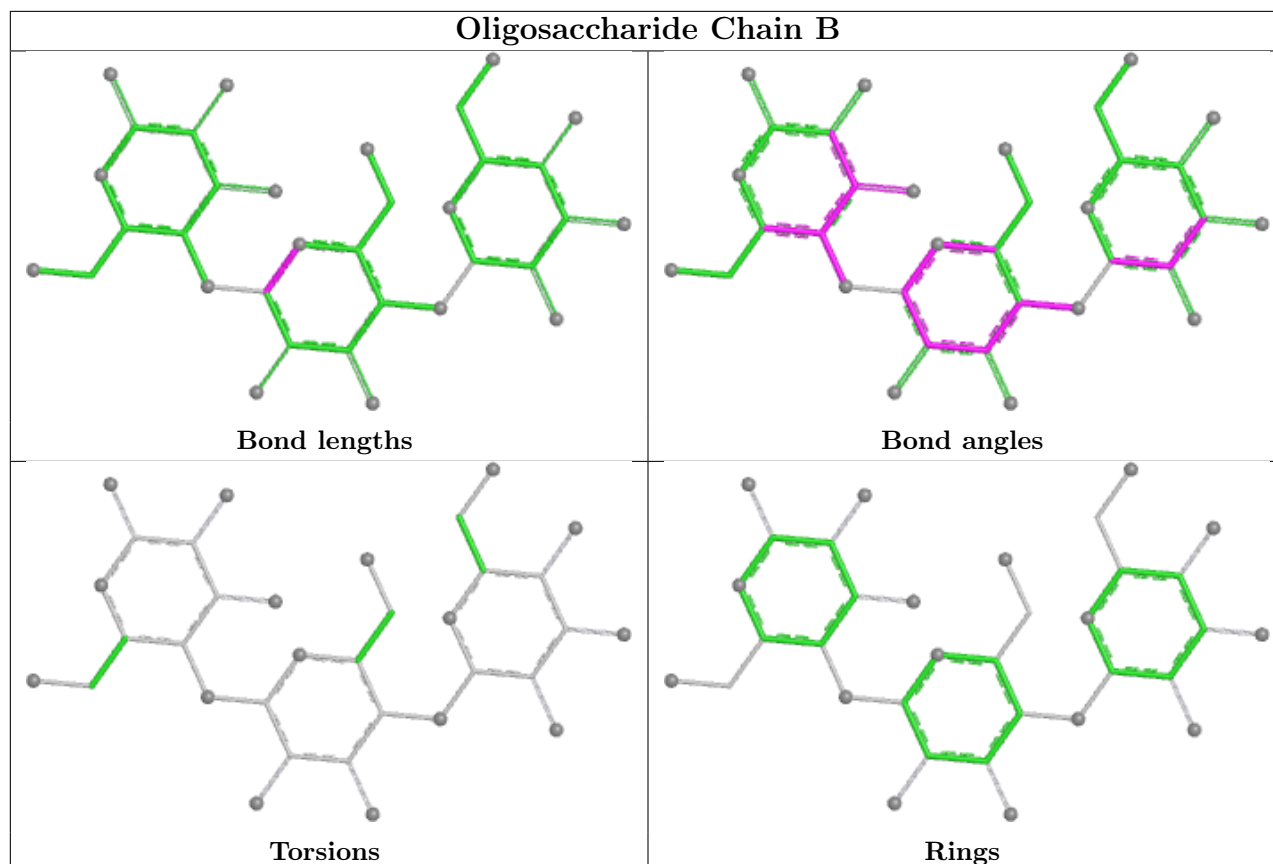 Oligosaccharide Chain B
Bond lengths
Bond angles
Torsions
Rings